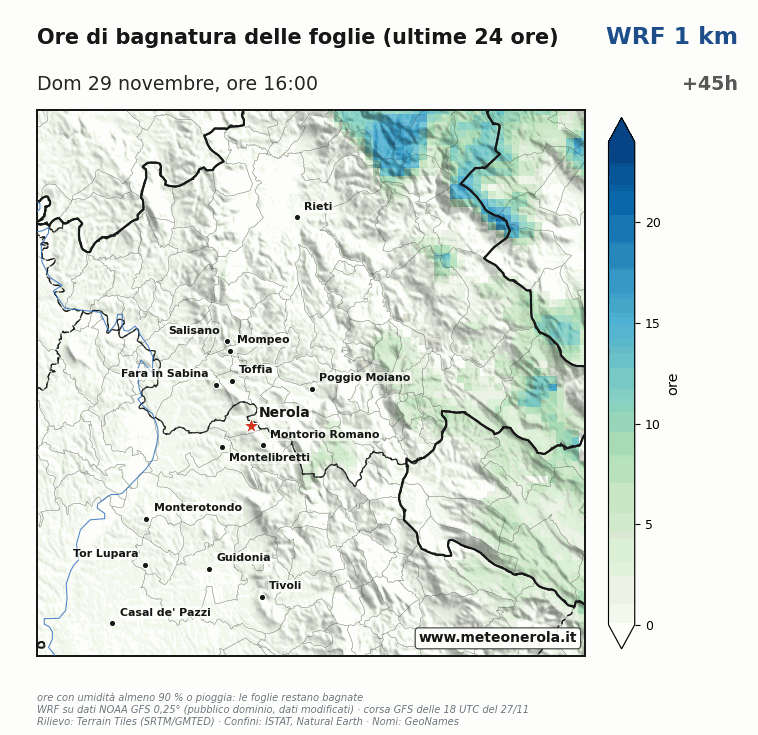 Ore di bagnatura delle foglie (ultime 24 ore)
WRF 1 km
Dom 29 novembre, ore 16:00
+45h
Rieti
Salisano
Mompeo
Fara in Sabina
Toffia
Poggio Moiano
Nerola
Montorio Romano
Montelibretti
Monterotondo
Tor Lupara
Guidonia
Tivoli
Casal de' Pazzi
www.meteonerola.it
20
15
10
5
0
ore
ore con umidità almeno 90 % o pioggia: le foglie restano bagnate
WRF su dati NOAA GFS 0,25° (pubblico dominio, dati modificati) · corsa GFS delle 18 UTC del 27/11
Rilievo: Terrain Tiles (SRTM/GMTED) · Confini: ISTAT, Natural Earth · Nomi: GeoNames